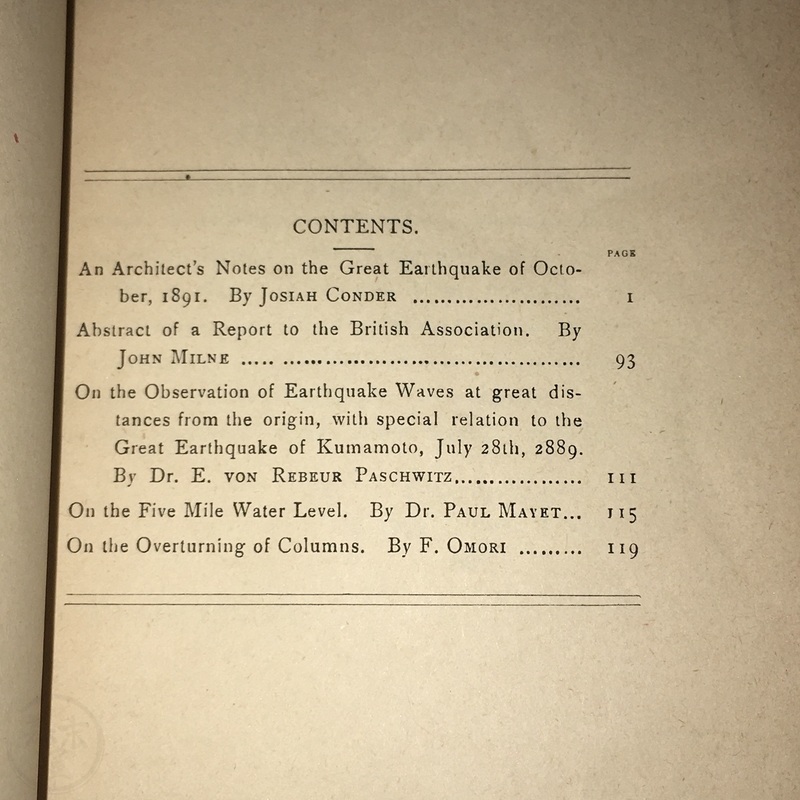 CONTENTS.
PAGE
An Architect's Notes on the Great Earthquake of Octo-
ber, 1891. By JOSIAH CONDER ........................ 1
Abstract of a Report to the British Association. By
JOHN MILNE ..... ........................................ 93
On the Observation of Earthquake Waves at great dis-
tances from the origin, with special relation to the
Great Earthquake of Kumamoto, July 28th, 2889.
By Dr. E. VON REBEUR PASCHWITZ.................. 111
On the Five Mile Water Level. By Dr. PAUL MAYET... 115
On the Overturning of Columns. By F. OMORI ......... 119